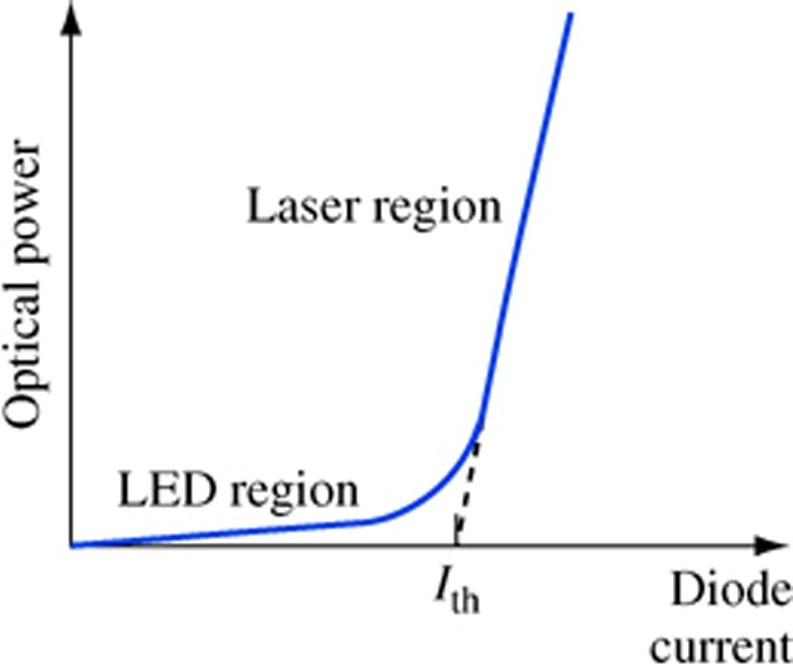 Optical power
Laser region
LED region
Ith
Diode
current